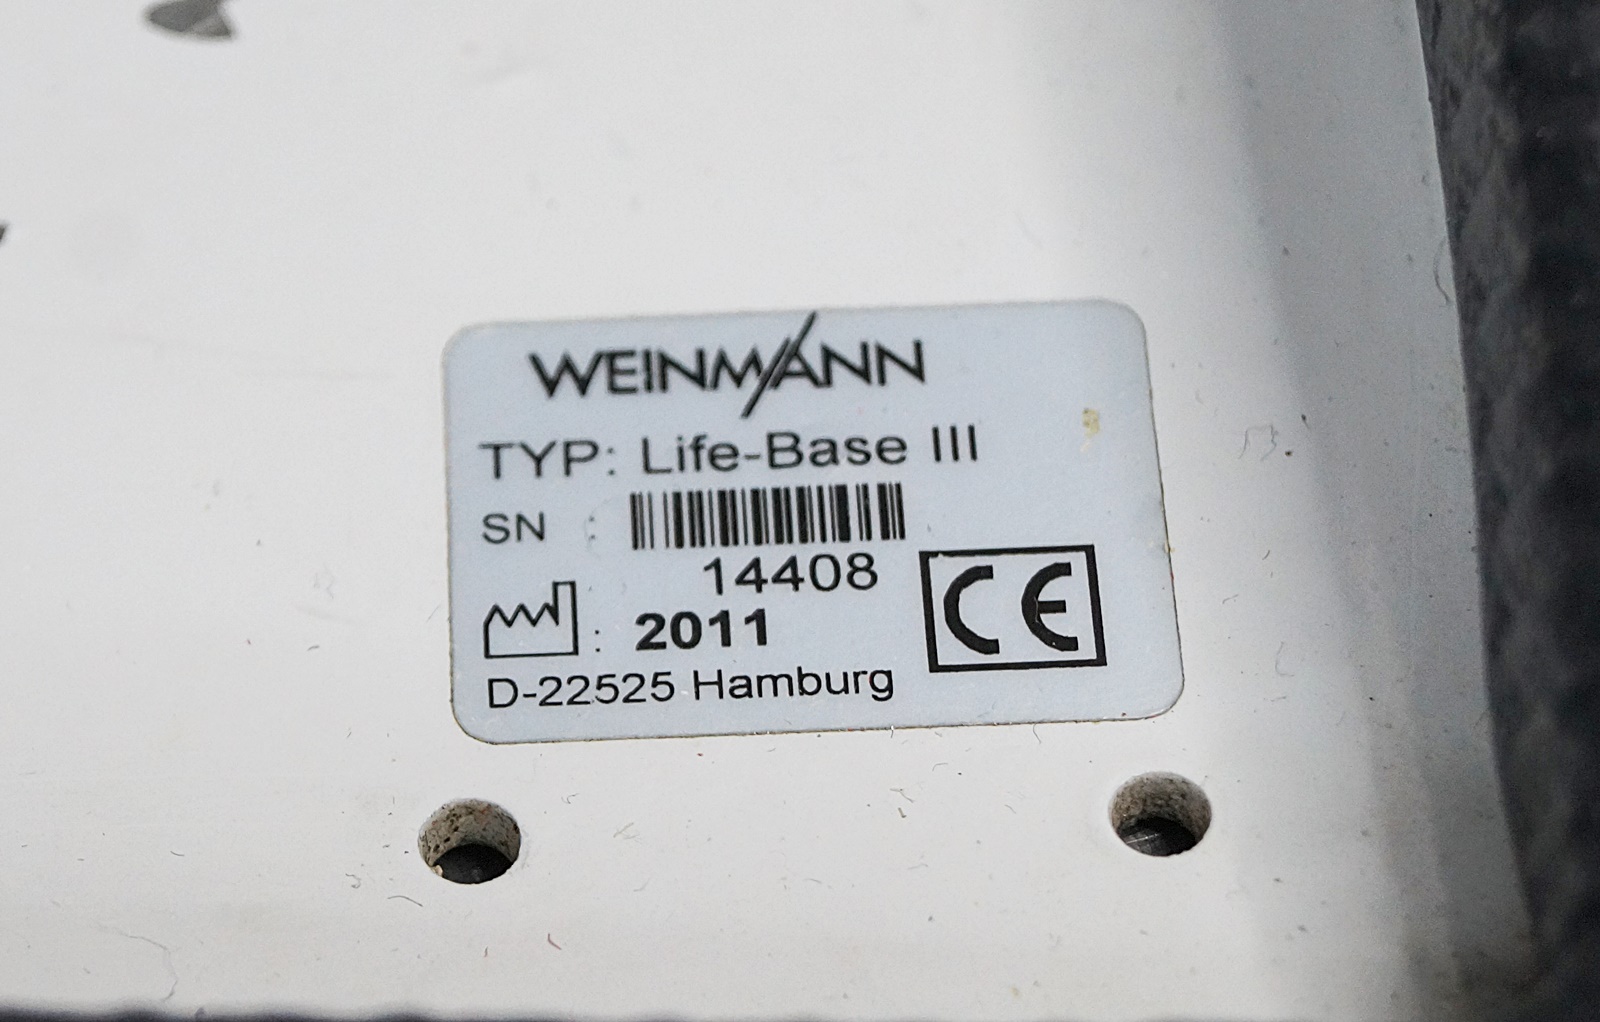 WEINMANN
TYP: Life-Base III
SN :
14408
: 2011
D-22525 Hamburg
CE